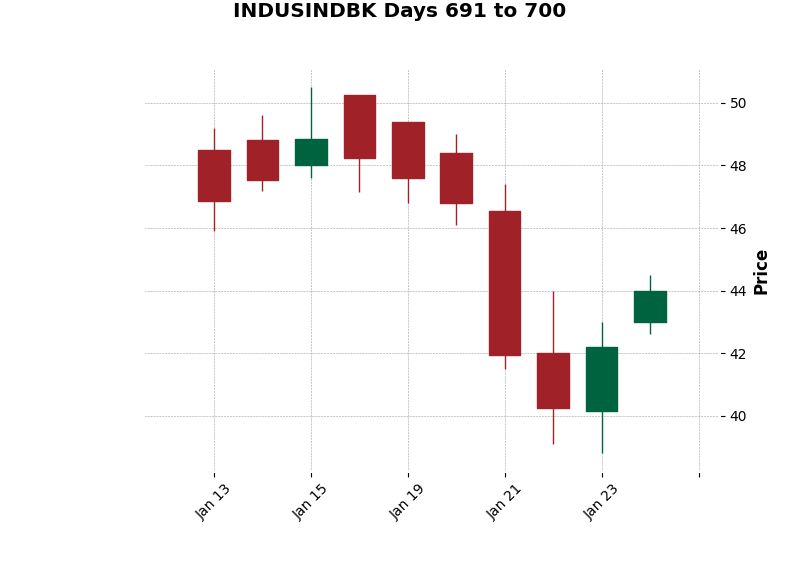 INDUSINDBK Days 691 to 700
50
48
46
44
42
40
Price
Jan 13
Jan 15
Jan 19
Jan 21
Jan 23